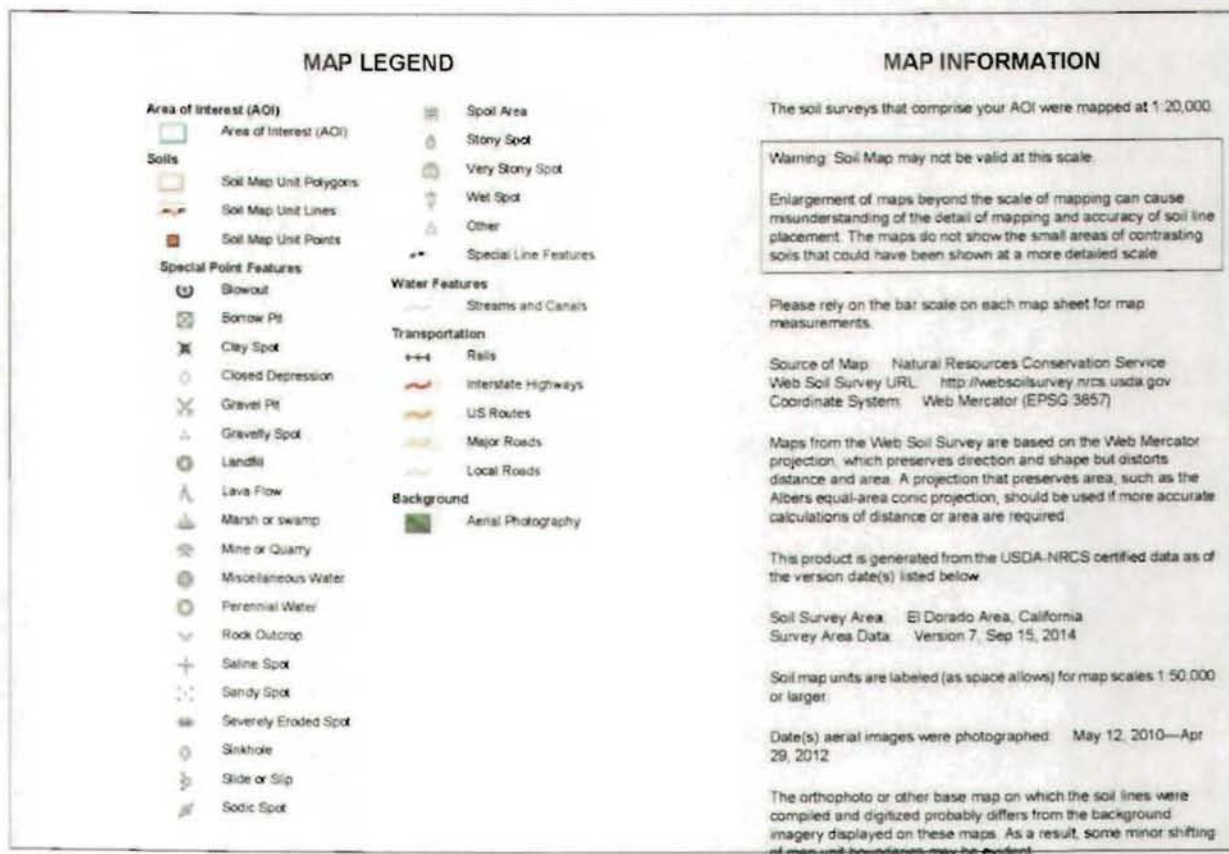 MAP LEGEND
Area of Interest (AOI)
Area of Interest (AOI)
Soils
Soil Map Unit Polygons
Soil Map Unit Lines
Soil Map Unit Points
Special Point Features
Blowout
Borrow Pit
Clay Spot
Closed Depression
Gravel Pit
Gravelly Spot
Landfill
Lava Flow
Marsh or swamp
Mine or Quarry
Miscellaneous Water
Perennial Water
Rock Outcrop
Saline Spot
Sandy Spot
Severely Eroded Spot
Sinkhole
Slide or Slip
Sodic Spot
Spoil Area
Stony Spot
Very Stony Spot
Wet Spot
Other
Special Line Features
Water Features
Streams and Canals
Transportation
Rails
Interstate Highways
US Routes
Major Roads
Local Roads
Background
Aerial Photography
MAP INFORMATION
The soil surveys that comprise your AOI were mapped at 1:20,000.
Warning: Soil Map may not be valid at this scale.
Enlargement of maps beyond the scale of mapping can cause
misunderstanding of the detail of mapping and accuracy of soil line
placement. The maps do not show the small areas of contrasting
soils that could have been shown at a more detailed scale.
Please rely on the bar scale on each map sheet for map
measurements.
Source of Map: Natural Resources Conservation Service
Web Soil Survey URL: http://websoilsurvey.nrcs.usda.gov
Coordinate System: Web Mercator (EPSG:3857)
Maps from the Web Soil Survey are based on the Web Mercator
projection, which preserves direction and shape but distorts
distance and area. A projection that preserves area, such as the
Albers equal-area conic projection, should be used if more accurate
calculations of distance or area are required.
This product is generated from the USDA-NRCS certified data as of
the version date(s) listed below.
Soil Survey Area: El Dorado Area, California
Survey Area Data: Version 7, Sep 15, 2014
Soil map units are labeled (as space allows) for map scales 1:50,000
or larger.
Date(s) aerial images were photographed: May 12, 2010—Apr
29, 2012
The orthophoto or other base map on which the soil lines were
compiled and digitized probably differs from the background
imagery displayed on these maps. As a result, some minor shifting
of map unit boundaries may be evident.